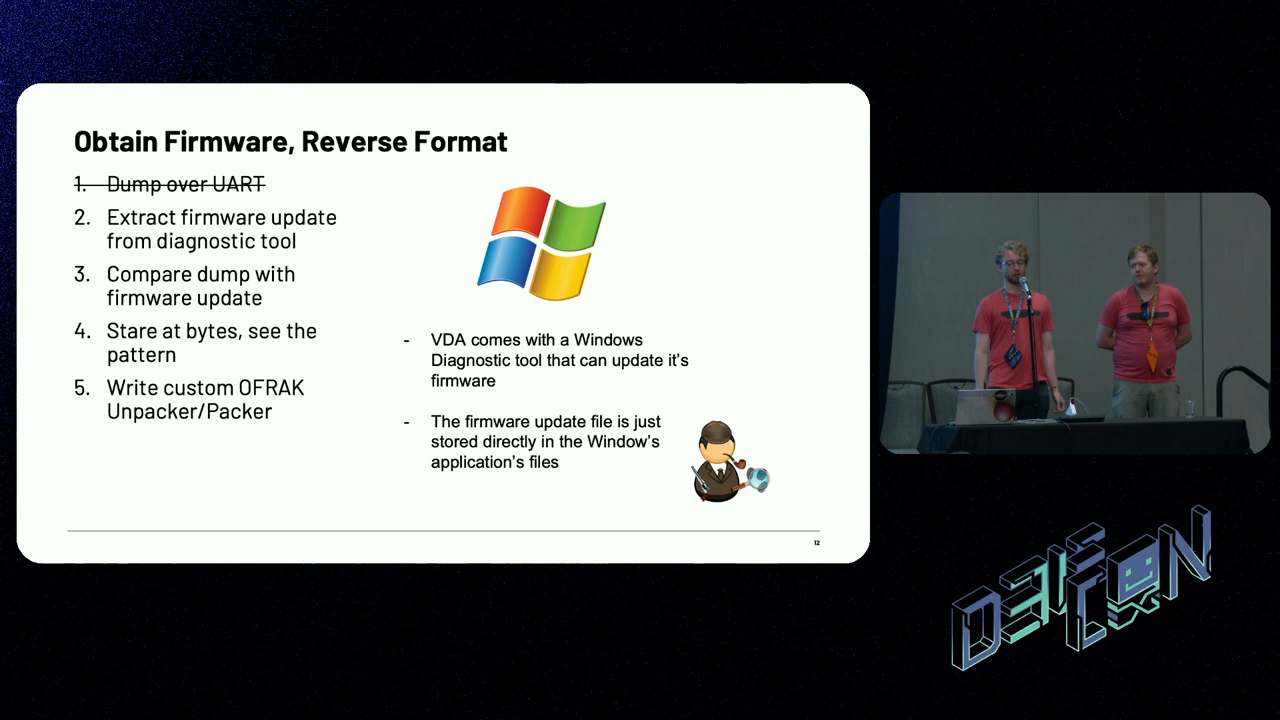 Obtain Firmware, Reverse Format
1. Dump over UART
2. Extract firmware update
from diagnostic tool
3. Compare dump with
firmware update
4. Stare at bytes, see the
pattern
5. Write custom OFRAK
Unpacker/Packer
- VDA comes with a Windows
Diagnostic tool that can update it's
firmware
- The firmware update file is just
stored directly in the Window's
application's files
12
DEF
CON